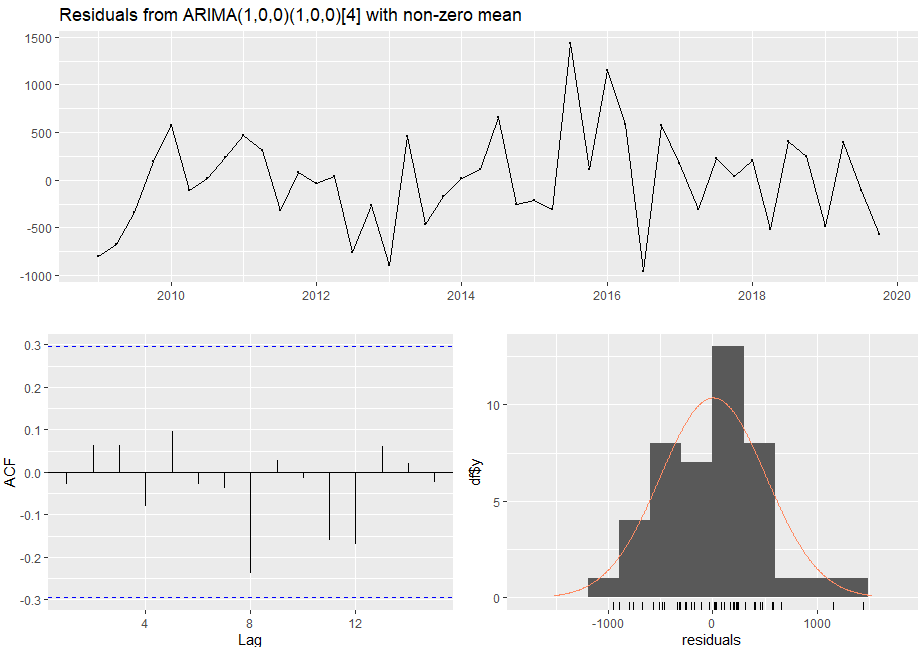 Residuals from ARIMA(1,0,0)(1,0,0)[4] with non-zero mean
1500
1000
500
0
-500
-1000
2010 2012 2014 2016 2018 2020
ACF
0.3
0.2
0.1
0.0
-0.1
-0.2
-0.3
4 8 12
Lag
df$y
10
5
0
-1000 0 1000
residuals